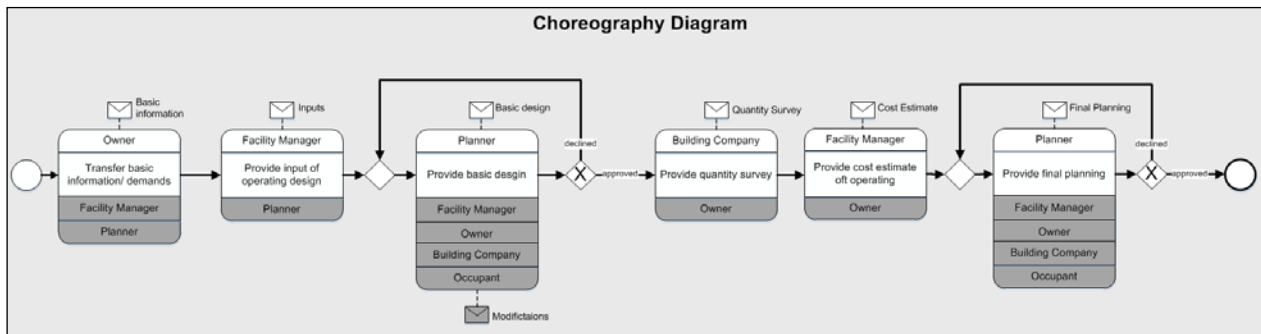 Choreography Diagram
Basic
information
Owner
Transfer basic
information/ demands
Facility Manager
Planner
Inputs
Facility Manager
Provide input of
operating design
Planner
Basic design
Planner
Provide basic desgin
Facility Manager
Owner
Building Company
Occupant
Modifictaions
declined
X
approved
Quantity Survey
Building Company
Provide quantity survey
Owner
Cost Estimate
Facility Manager
Provide cost estimate
oft operating
Owner
Final Planning
Planner
Provide final planning
Facility Manager
Owner
Building Company
Occupant
declined
X
approved